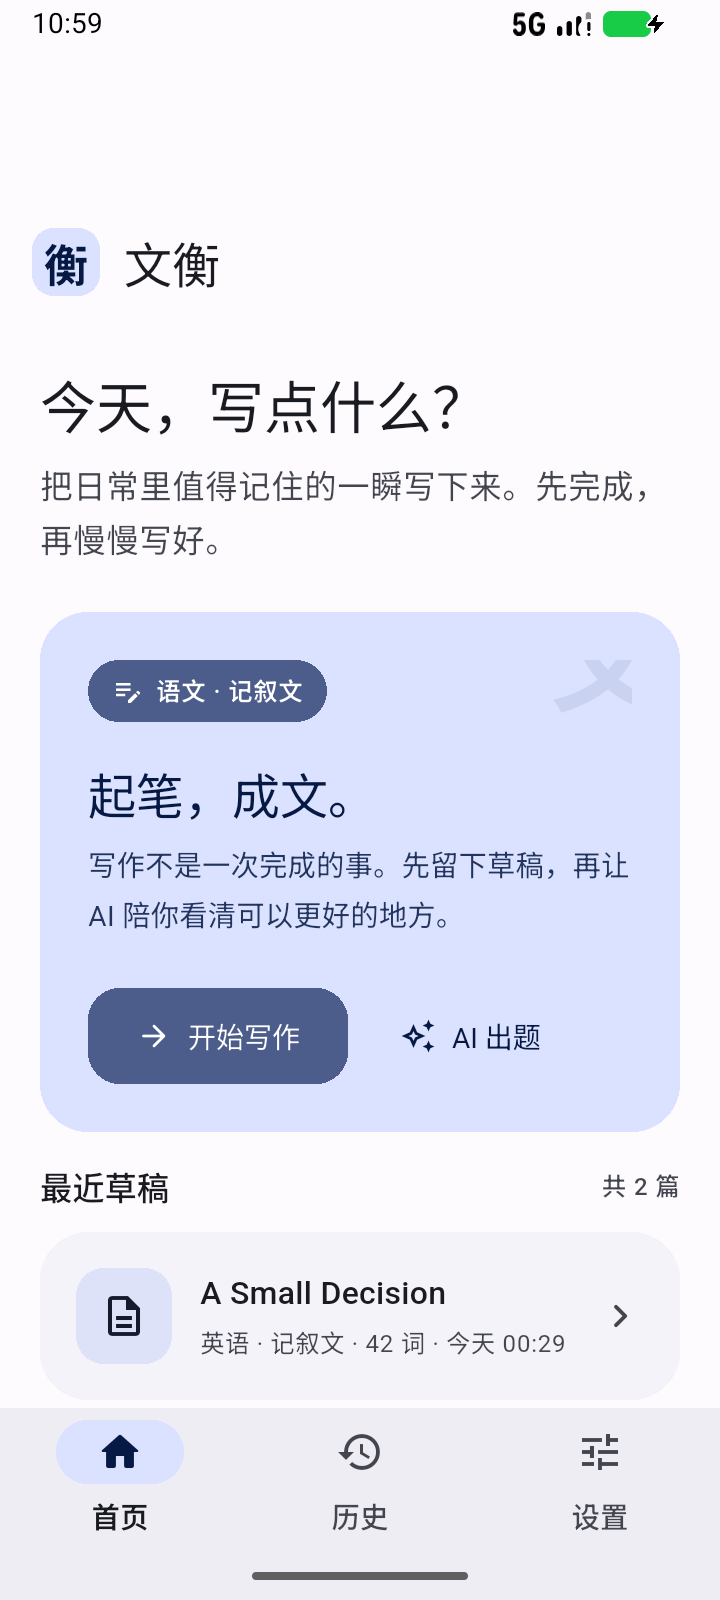 10:59
5G
衡 文衡
今天，写点什么？
把日常里值得记住的一瞬写下来。先完成，
再慢慢写好。
语文 · 记叙文
起笔，成文。
写作不是一次完成的事。先留下草稿，再让
AI 陪你看清可以更好的地方。
开始写作
AI 出题
最近草稿
共 2 篇
A Small Decision
英语 · 记叙文 · 42 词 · 今天 00:29
首页
历史
设置